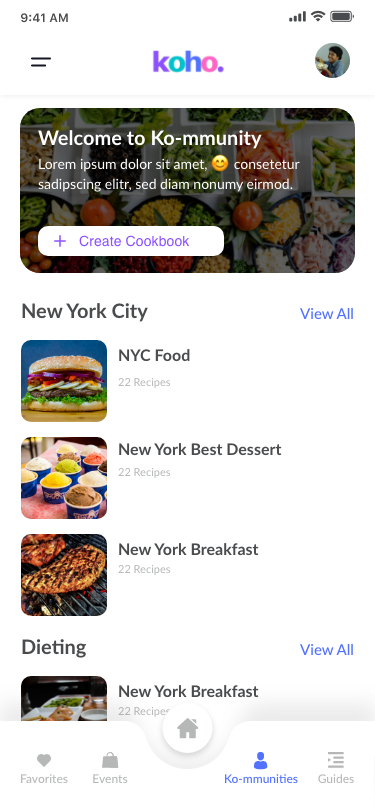 9:41 AM
koho.
Welcome to Ko-mmunity
Lorem ipsum dolor sit amet, 😊 consetetur
sadipscing elitr, sed diam nonumy eirmod.
+ Create Cookbook
New York City
View All
NYC Food
22 Recipes
New York Best Dessert
22 Recipes
New York Breakfast
22 Recipes
Dieting
View All
New York Breakfast
22 Recipes
Favorites
Events
Ko-mmunities
Guides